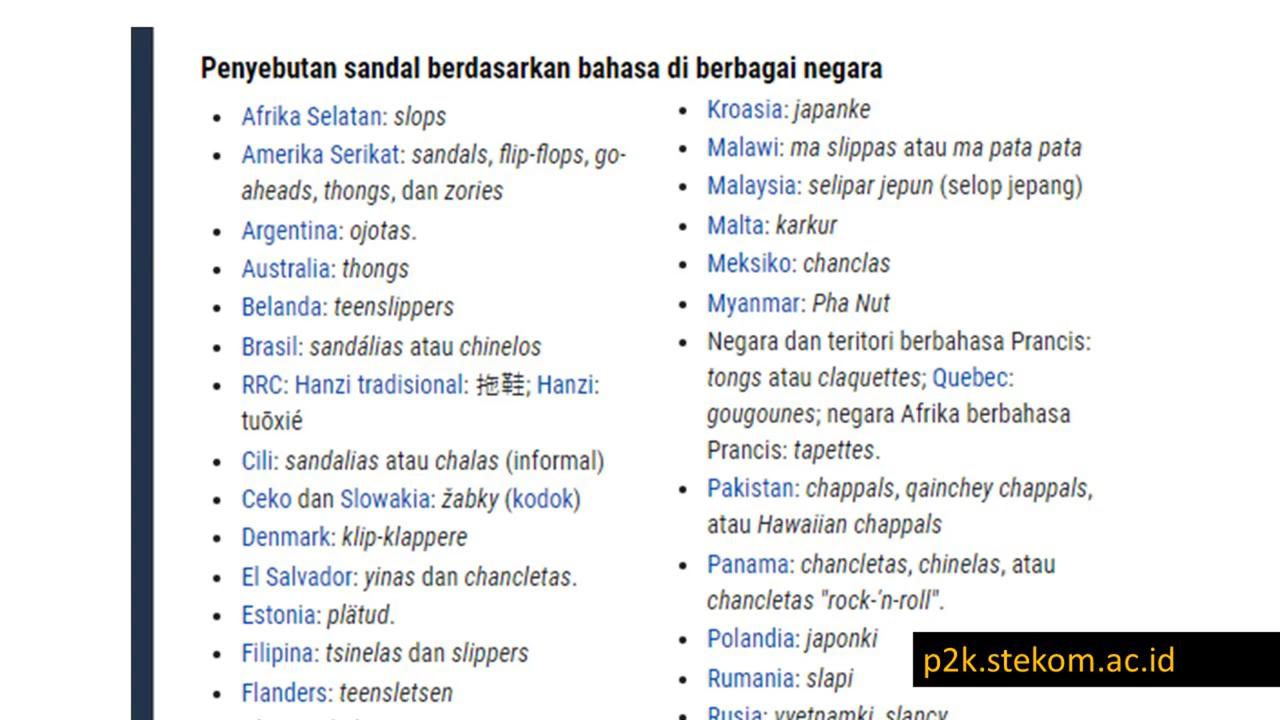 Penyebutan sandal berdasarkan bahasa di berbagai negara
Afrika Selatan: slops
Amerika Serikat: sandals, flip-flops, go-
aheads, thongs, dan zories
Argentina: ojotas.
Australia: thongs
Belanda: teenslippers
Brasil: sandálias atau chinelos
RRC: Hanzi tradisional: 拖鞋; Hanzi:
tuōxié
Cili: sandalias atau chalas (informal)
Ceko dan Slowakia: žabky (kodok)
Denmark: klip-klappere
El Salvador: yinas dan chancletas.
Estonia: plätud.
Filipina: tsinelas dan slippers
Flanders: teensletsen
Kroasia: japanke
Malawi: ma slippas atau ma pata pata
Malaysia: selipar jepun (selop jepang)
Malta: karkur
Meksiko: chanclas
Myanmar: Pha Nut
Negara dan teritori berbahasa Prancis:
tongs atau claquettes; Quebec:
gougounes; negara Afrika berbahasa
Prancis: tapettes.
Pakistan: chappals, qainchey chappals,
atau Hawaiian chappals
Panama: chancletas, chinelas, atau
chancletas "rock-'n-roll".
Polandia: japonki
Rumania: slapi
Rusia: vyetnamki, slancy
p2k.stekom.ac.id